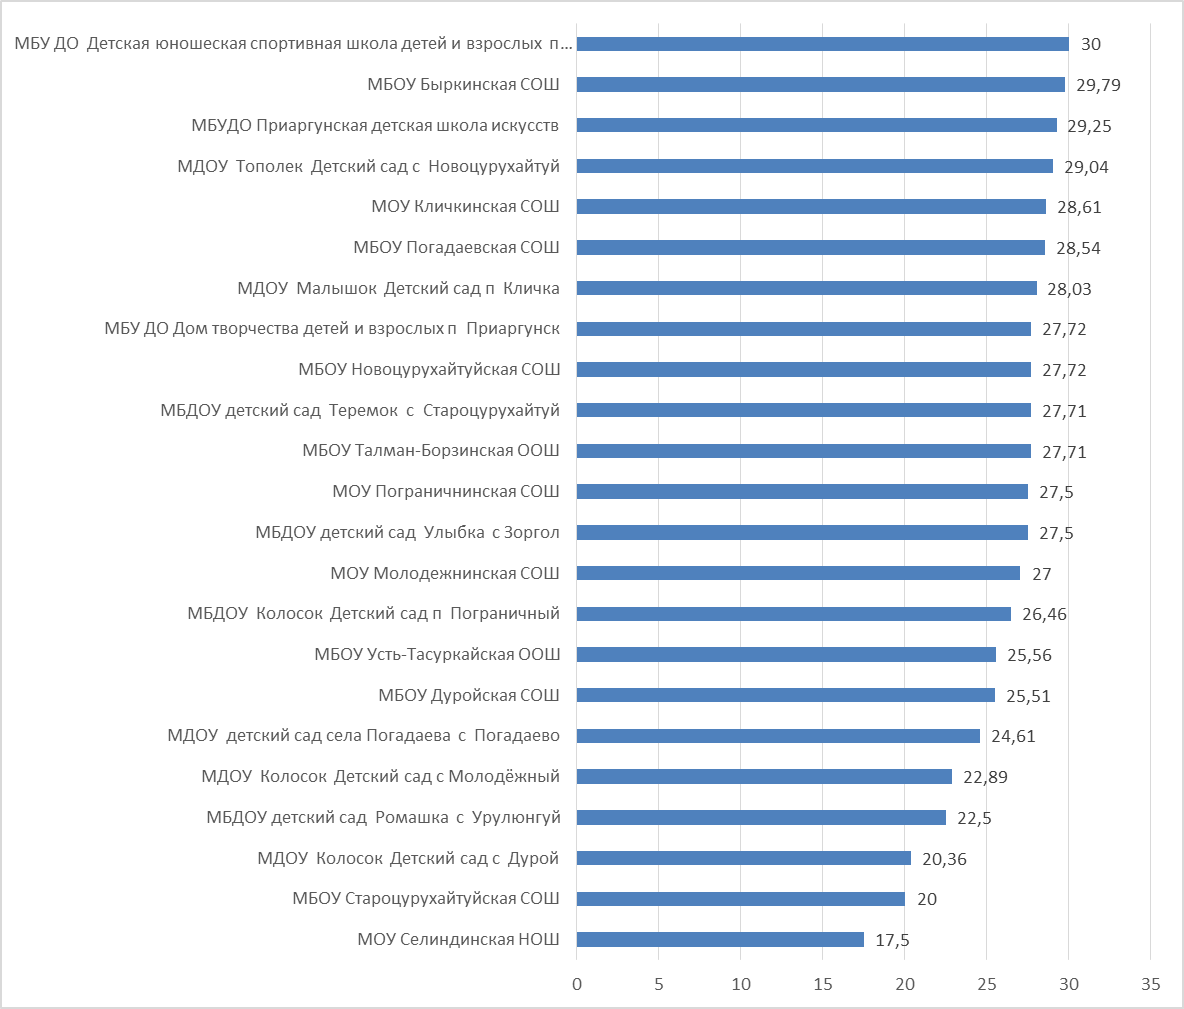 МБУ ДО Детская юношеская спортивная школа детей и взрослых п... 30
МБОУ Быркинская СОШ 29,79
МБУДО Приаргунская детская школа искусств 29,25
МДОУ Тополек Детский сад с Новоцурухайтуй 29,04
МОУ Кличкинская СОШ 28,61
МБОУ Погадаевская СОШ 28,54
МДОУ Малышок Детский сад п Кличка 28,03
МБУ ДО Дом творчества детей и взрослых п Приаргунск 27,72
МБОУ Новоцурухайтуйская СОШ 27,72
МБДОУ детский сад Теремок с Староцурухайтуй 27,71
МБОУ Талман-Борзинская ООШ 27,71
МОУ Пограничнинская СОШ 27,5
МБДОУ детский сад Улыбка с Зоргол 27,5
МОУ Молодежнинская СОШ 27
МБДОУ Колосок Детский сад п Пограничный 26,46
МБОУ Усть-Тасуркайская ООШ 25,56
МБОУ Дуройская СОШ 25,51
МДОУ детский сад села Погадаева с Погадаево 24,61
МДОУ Колосок Детский сад с Молодёжный 22,89
МБДОУ детский сад Ромашка с Урулюнгуй 22,5
МДОУ Колосок Детский сад с Дурой 20,36
МБОУ Староцурухайтуйская СОШ 20
МОУ Селиндинская НОШ 17,5
0 5 10 15 20 25 30 35